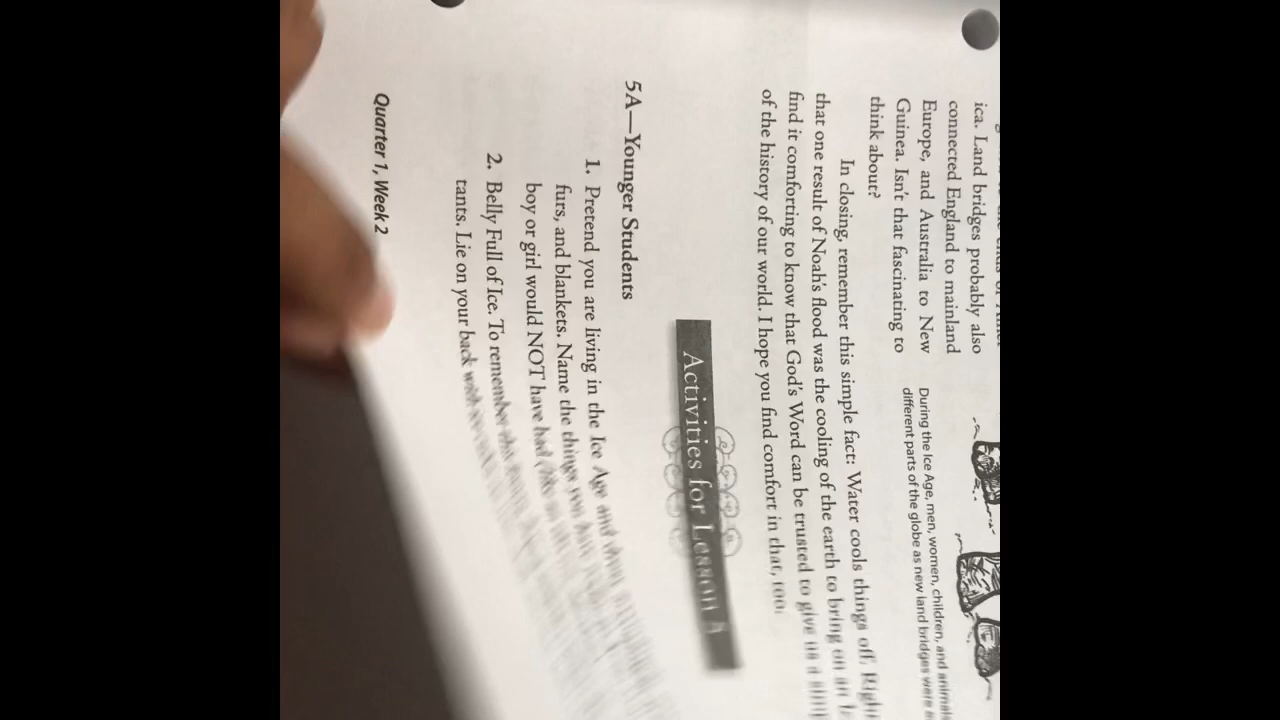 ica. Land bridges probably also
connected England to mainland
Europe, and Australia to New
Guinea. Isn't that fascinating to
think about?
During the Ice Age, men, women, children, and animals
different parts of the globe as new land bridges were
In closing, remember this simple fact: Water cools things off. Right
that one result of Noah's flood was the cooling of the earth to bring on an
find it comforting to know that God's Word can be trusted to give us a
of the history of our world. I hope you find comfort in that, too.
Activities for Lesson
5A—Younger Students
1. Pretend you are living in the Ice Age and
furs, and blankets. Name the things you
boy or girl would NOT have had
2. Belly Full of Ice. To remember
tants. Lie on your back
Quarter 1, Week 2